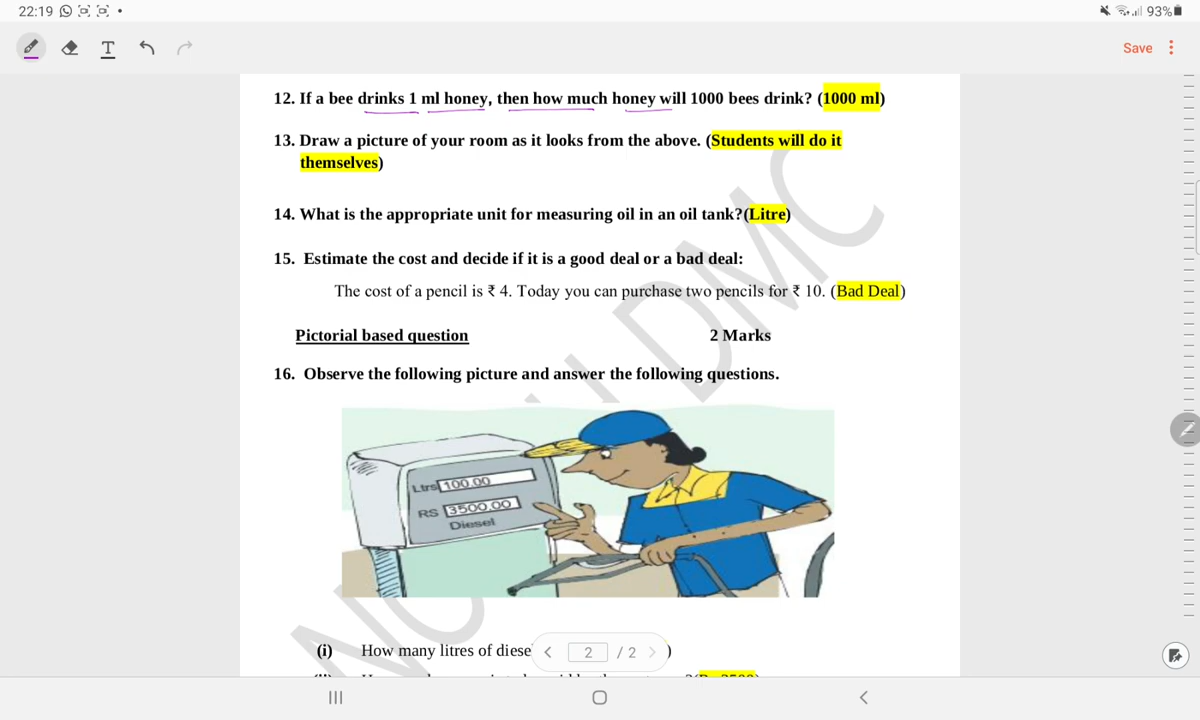 22:19
93%
Save
12. If a bee drinks 1 ml honey, then how much honey will 1000 bees drink? (1000 ml)
13. Draw a picture of your room as it looks from the above. (Students will do it
themselves)
14. What is the appropriate unit for measuring oil in an oil tank?(Litre)
15. Estimate the cost and decide if it is a good deal or a bad deal:
The cost of a pencil is ₹ 4. Today you can purchase two pencils for ₹ 10. (Bad Deal)
Pictorial based question 2 Marks
16. Observe the following picture and answer the following questions.
Ltrs 100.00
RS 3500.00
Diesel
(i) How many litres of diese )
2 / 2
DMC